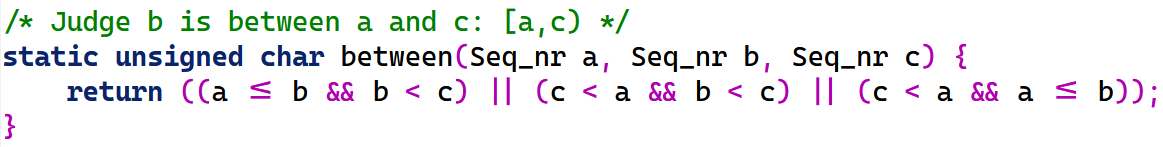 /* Judge b is between a and c: [a,c) */
static unsigned char between(Seq_nr a, Seq_nr b, Seq_nr c) {
    return ((a ≤ b && b < c) || (c < a && b < c) || (c < a && a ≤ b));
}